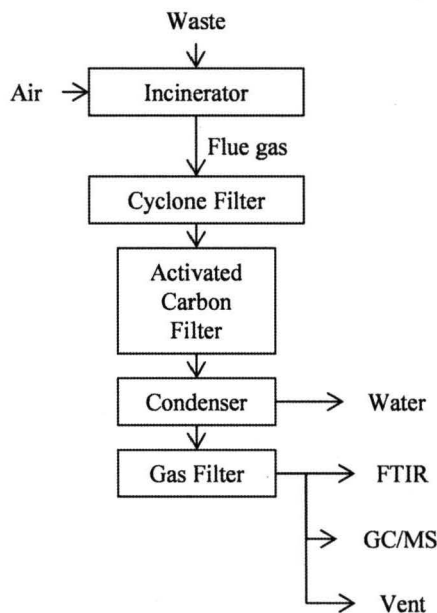 Waste
Air
Incinerator
Flue gas
Cyclone Filter
Activated
Carbon
Filter
Condenser
Water
Gas Filter
FTIR
GC/MS
Vent